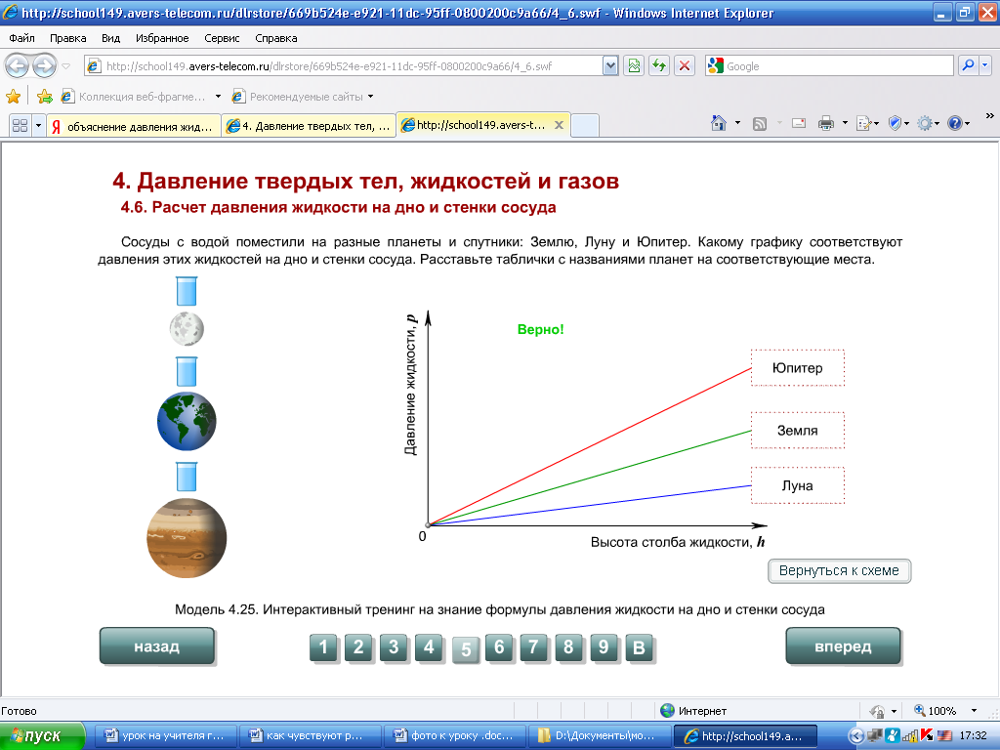 http://school149.avers-telecom.ru/dlrstore/669b524e-e921-11dc-95ff-0800200c9a66/4_6.swf - Windows Internet Explorer
Файл Правка Вид Избранное Сервис Справка
http://school149.avers-telecom.ru/dlrstore/669b524e-e921-11dc-95ff-0800200c9a66/4_6.swf Google
Коллекция веб-фрагме... Рекомендуемые сайты
Я объяснение давления жид... 4. Давление твердых тел, ... http://school149.avers-t... X »
4. Давление твердых тел, жидкостей и газов
4.6. Расчет давления жидкости на дно и стенки сосуда
Сосуды с водой поместили на разные планеты и спутники: Землю, Луну и Юпитер. Какому графику соответствуют
давления этих жидкостей на дно и стенки сосуда. Расставьте таблички с названиями планет на соответствующие места.
Давление жидкости, p
Верно!
Юпитер
Земля
Луна
0
Высота столба жидкости, h
Вернуться к схеме
Модель 4.25. Интерактивный тренинг на знание формулы давления жидкости на дно и стенки сосуда
назад 1 2 3 4 5 6 7 8 9 В вперед
Готово Интернет 100%
пуск урок на учителя г... как чувствуют р... фото к уроку .doc... D:\Документы\мо... http://school149.a... 17:32